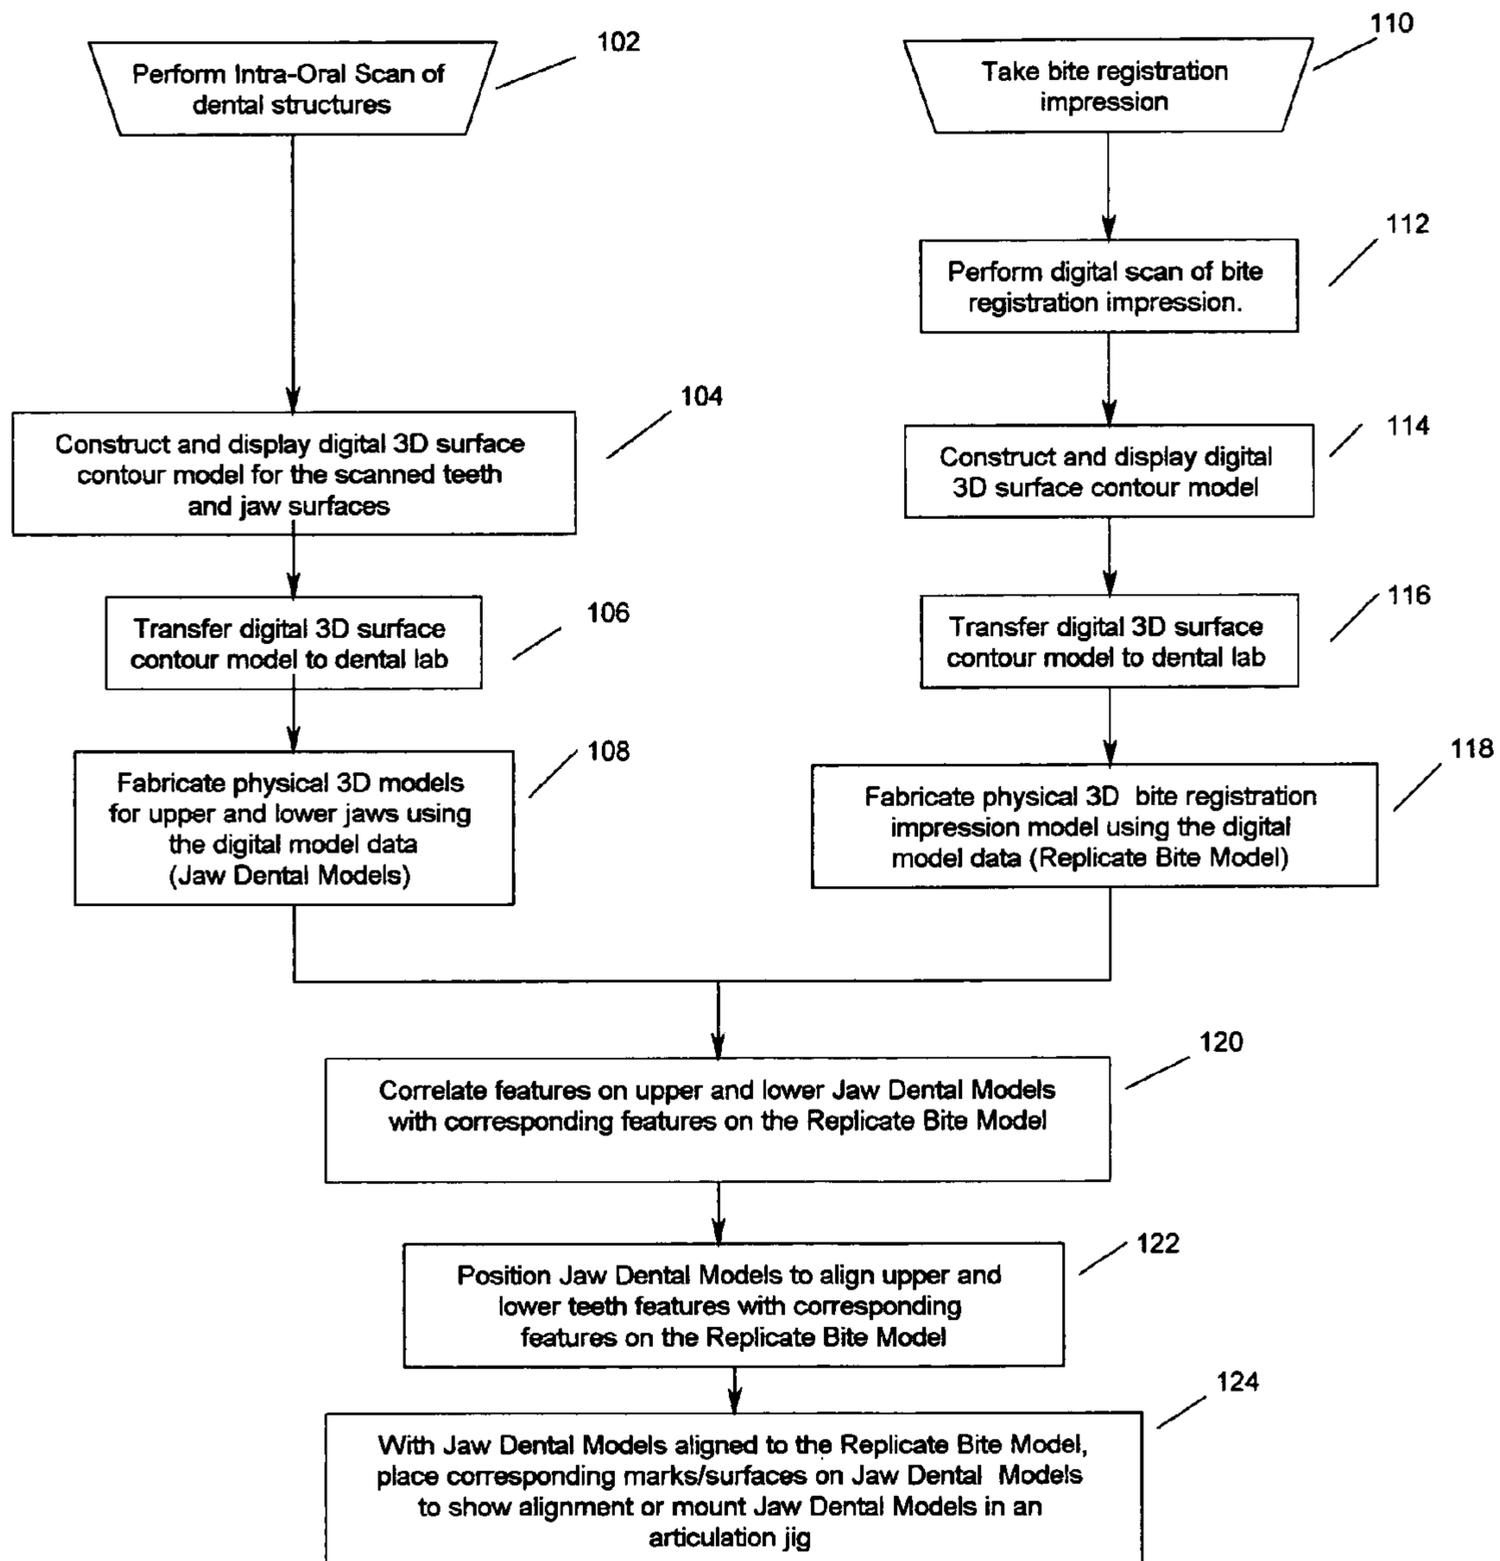 102
Perform Intra-Oral Scan of
dental structures
104
Construct and display digital 3D surface
contour model for the scanned teeth
and jaw surfaces
106
Transfer digital 3D surface
contour model to dental lab
108
Fabricate physical 3D models
for upper and lower jaws using
the digital model data
(Jaw Dental Models)
110
Take bite registration
impression
112
Perform digital scan of bite
registration impression.
114
Construct and display digital
3D surface contour model
116
Transfer digital 3D surface
contour model to dental lab
118
Fabricate physical 3D bite registration
impression model using the digital
model data (Replicate Bite Model)
120
Correlate features on upper and lower Jaw Dental Models
with corresponding features on the Replicate Bite Model
122
Position Jaw Dental Models to align upper and
lower teeth features with corresponding
features on the Replicate Bite Model
124
With Jaw Dental Models aligned to the Replicate Bite Model,
place corresponding marks/surfaces on Jaw Dental Models
to show alignment or mount Jaw Dental Models in an
articulation jig